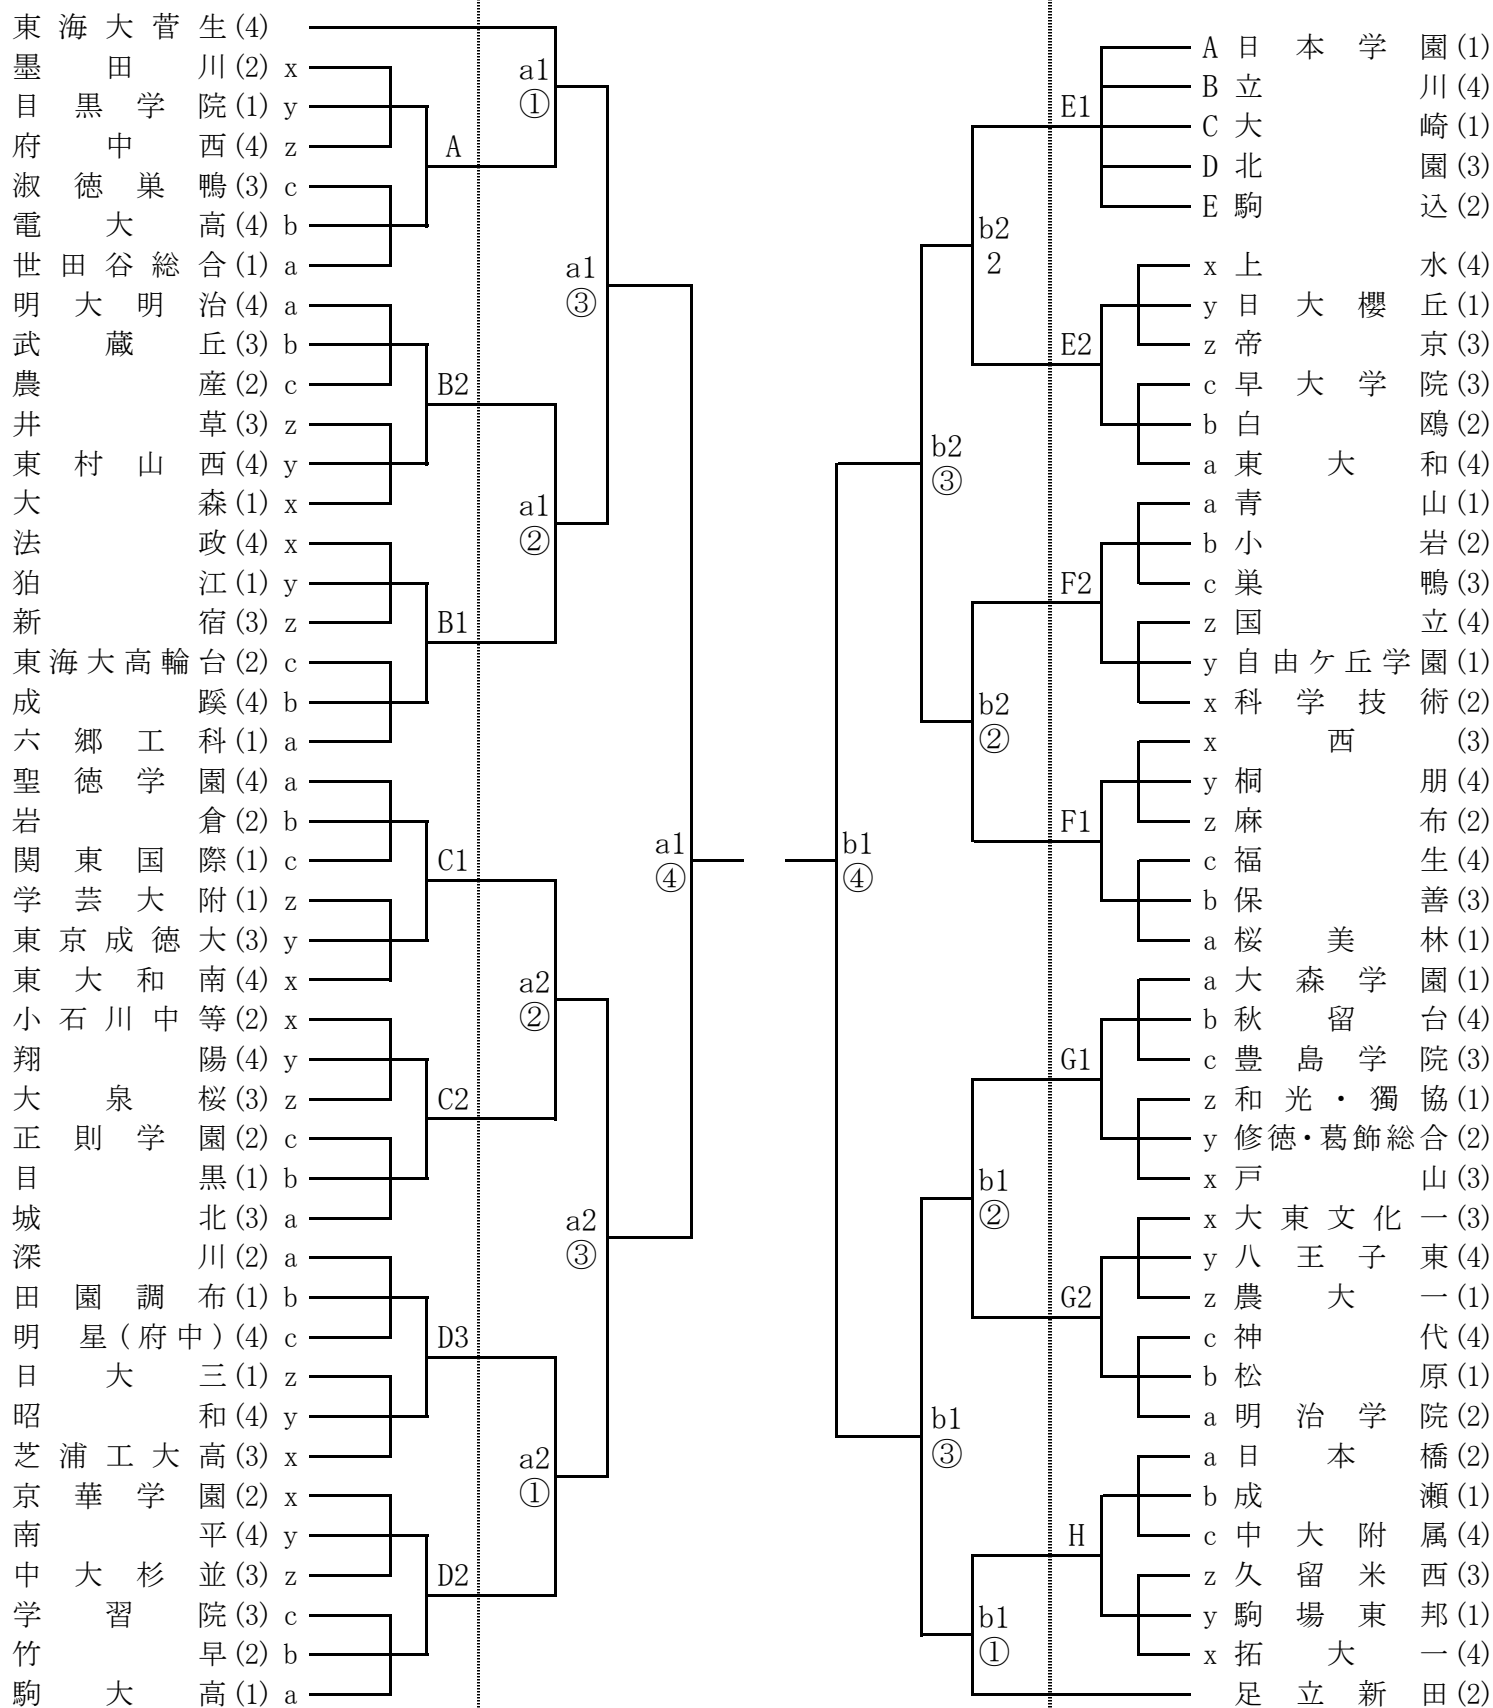 東海大菅生(4)
墨田川(2) x
目黒学院(1) y
府中西(4) z
淑徳巣鴨(3) c
電大高(4) b
世田谷総合(1) a
明大明治(4) a
武蔵丘(3) b
農産(2) c
井草(3) z
東村山西(4) y
大森(1) x
法政(4) x
狛江(1) y
新宿(3) z
東海大高輪台(2) c
成蹊(4) b
六郷工科(1) a
聖徳学園(4) a
岩倉(2) b
関東国際(1) c
学芸大附(1) z
東京成徳大(3) y
東大和南(4) x
小石川中等(2) x
翔陽(4) y
大泉桜(3) z
正則学園(2) c
目黒(1) b
城北(3) a
深川(2) a
田園調布(1) b
明星(府中)(4) c
日大三(1) z
昭和(4) y
芝浦工大高(3) x
京華学園(2) x
南平(4) y
中大杉並(3) z
学習院(3) c
竹早(2) b
駒大高(1) a
A
B2
B1
C1
C2
D3
D2
a1
①
a1
②
a2
②
a2
①
a1
③
a2
③
a1
④
b1
④
b2
③
b1
③
b2
2
b2
②
b1
②
b1
①
E1
E2
F2
F1
G1
G2
H
A 日本学園(1)
B 立川(4)
C 大崎(1)
D 北園(3)
E 駒込(2)
x 上水(4)
y 日大櫻丘(1)
z 帝京(3)
c 早大学院(3)
b 白鴎(2)
a 東大和(4)
a 青山(1)
b 小岩(2)
c 巣鴨(3)
z 国立(4)
y 自由ケ丘学園(1)
x 科学技術(2)
x 西(3)
y 桐朋(4)
z 麻布(2)
c 福生(4)
b 保善(3)
a 桜美林(1)
a 大森学園(1)
b 秋留台(4)
c 豊島学院(3)
z 和光・獨協(1)
y 修徳・葛飾総合(2)
x 戸山(3)
x 大東文化一(3)
y 八王子東(4)
z 農大一(1)
c 神代(4)
b 松原(1)
a 明治学院(2)
a 日本橋(2)
b 成瀬(1)
c 中大附属(4)
z 久留米西(3)
y 駒場東邦(1)
x 拓大一(4)
足立新田(2)